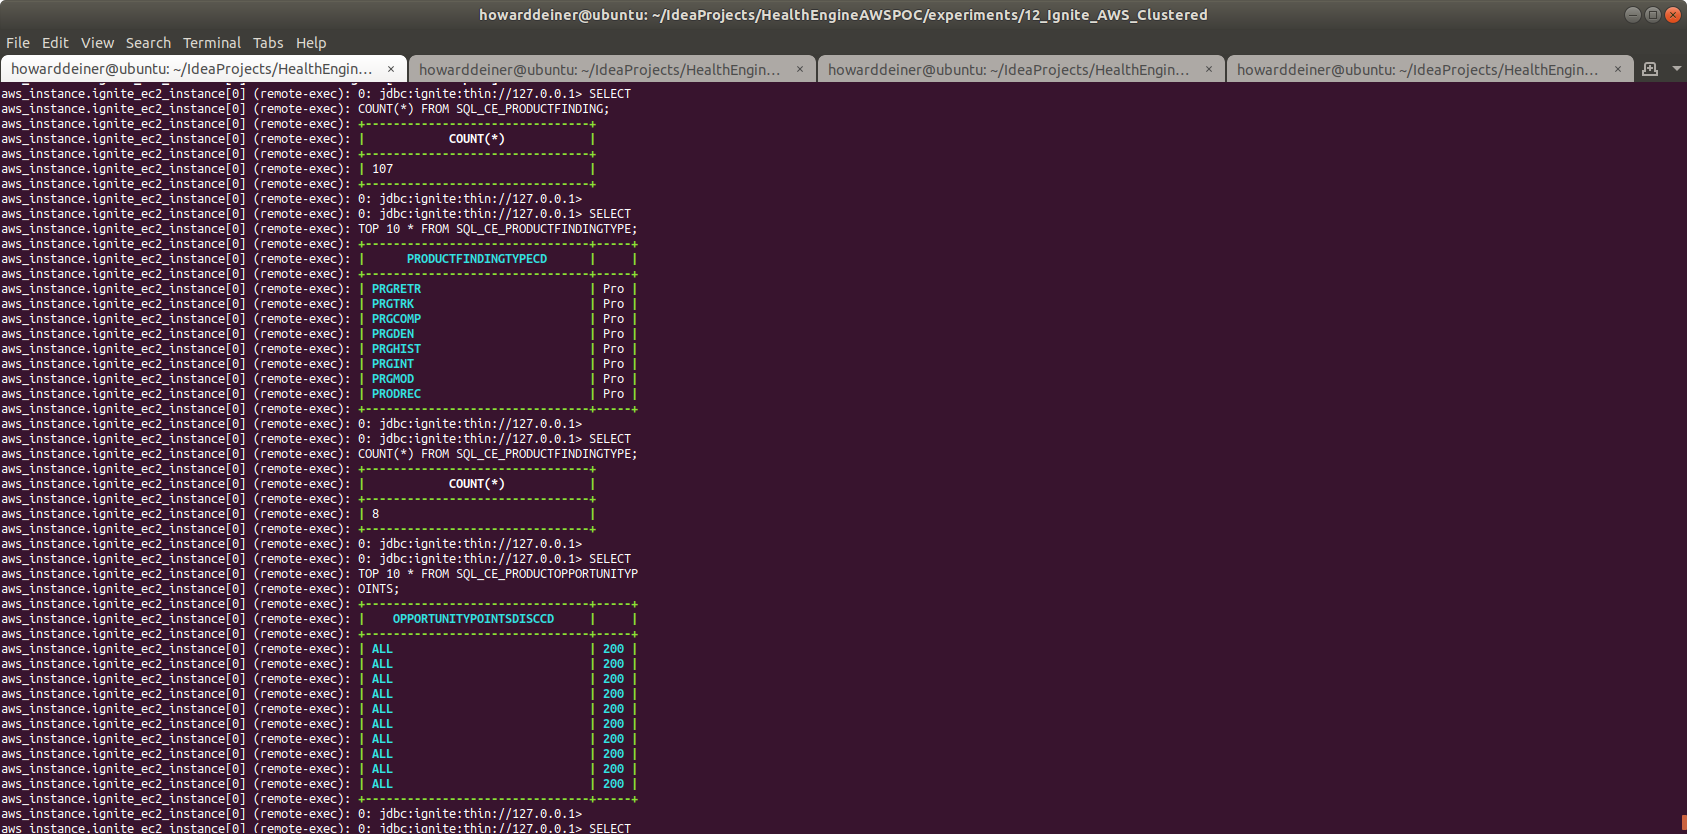 howarddeiner@ubuntu: ~/IdeaProjects/HealthEngineAWSPOC/experiments/12_Ignite_AWS_Clustered
File Edit View Search Terminal Tabs Help
howarddeiner@ubuntu: ~/IdeaProjects/HealthEngin... × howarddeiner@ubuntu: ~/IdeaProjects/HealthEngin... × howarddeiner@ubuntu: ~/IdeaProjects/HealthEngin... × howarddeiner@ubuntu: ~/IdeaProjects/HealthEngin... ×
aws_instance.ignite_ec2_instance[0] (remote-exec): 0: jdbc:ignite:thin://127.0.0.1> SELECT
aws_instance.ignite_ec2_instance[0] (remote-exec): COUNT(*) FROM SQL_CE_PRODUCTFINDING;
aws_instance.ignite_ec2_instance[0] (remote-exec): +--------------------------------+
aws_instance.ignite_ec2_instance[0] (remote-exec): |            COUNT(*)            |
aws_instance.ignite_ec2_instance[0] (remote-exec): +--------------------------------+
aws_instance.ignite_ec2_instance[0] (remote-exec): | 107                            |
aws_instance.ignite_ec2_instance[0] (remote-exec): +--------------------------------+
aws_instance.ignite_ec2_instance[0] (remote-exec): 0: jdbc:ignite:thin://127.0.0.1>
aws_instance.ignite_ec2_instance[0] (remote-exec): 0: jdbc:ignite:thin://127.0.0.1> SELECT
aws_instance.ignite_ec2_instance[0] (remote-exec): TOP 10 * FROM SQL_CE_PRODUCTFINDINGTYPE;
aws_instance.ignite_ec2_instance[0] (remote-exec): +--------------------------------+-----+
aws_instance.ignite_ec2_instance[0] (remote-exec): |      PRODUCTFINDINGTYPECD      |     |
aws_instance.ignite_ec2_instance[0] (remote-exec): +--------------------------------+-----+
aws_instance.ignite_ec2_instance[0] (remote-exec): | PRGRETR                        | Pro |
aws_instance.ignite_ec2_instance[0] (remote-exec): | PRGTRK                         | Pro |
aws_instance.ignite_ec2_instance[0] (remote-exec): | PRGCOMP                        | Pro |
aws_instance.ignite_ec2_instance[0] (remote-exec): | PRGDEN                         | Pro |
aws_instance.ignite_ec2_instance[0] (remote-exec): | PRGHIST                        | Pro |
aws_instance.ignite_ec2_instance[0] (remote-exec): | PRGINT                         | Pro |
aws_instance.ignite_ec2_instance[0] (remote-exec): | PRGMOD                         | Pro |
aws_instance.ignite_ec2_instance[0] (remote-exec): | PRODREC                        | Pro |
aws_instance.ignite_ec2_instance[0] (remote-exec): +--------------------------------+-----+
aws_instance.ignite_ec2_instance[0] (remote-exec): 0: jdbc:ignite:thin://127.0.0.1>
aws_instance.ignite_ec2_instance[0] (remote-exec): 0: jdbc:ignite:thin://127.0.0.1> SELECT
aws_instance.ignite_ec2_instance[0] (remote-exec): COUNT(*) FROM SQL_CE_PRODUCTFINDINGTYPE;
aws_instance.ignite_ec2_instance[0] (remote-exec): +--------------------------------+
aws_instance.ignite_ec2_instance[0] (remote-exec): |            COUNT(*)            |
aws_instance.ignite_ec2_instance[0] (remote-exec): +--------------------------------+
aws_instance.ignite_ec2_instance[0] (remote-exec): | 8                              |
aws_instance.ignite_ec2_instance[0] (remote-exec): +--------------------------------+
aws_instance.ignite_ec2_instance[0] (remote-exec): 0: jdbc:ignite:thin://127.0.0.1>
aws_instance.ignite_ec2_instance[0] (remote-exec): 0: jdbc:ignite:thin://127.0.0.1> SELECT
aws_instance.ignite_ec2_instance[0] (remote-exec): TOP 10 * FROM SQL_CE_PRODUCTOPPORTUNITYP
aws_instance.ignite_ec2_instance[0] (remote-exec): OINTS;
aws_instance.ignite_ec2_instance[0] (remote-exec): +--------------------------------+-----+
aws_instance.ignite_ec2_instance[0] (remote-exec): |    OPPORTUNITYPOINTSDISCCD     |     |
aws_instance.ignite_ec2_instance[0] (remote-exec): +--------------------------------+-----+
aws_instance.ignite_ec2_instance[0] (remote-exec): | ALL                            | 200 |
aws_instance.ignite_ec2_instance[0] (remote-exec): | ALL                            | 200 |
aws_instance.ignite_ec2_instance[0] (remote-exec): | ALL                            | 200 |
aws_instance.ignite_ec2_instance[0] (remote-exec): | ALL                            | 200 |
aws_instance.ignite_ec2_instance[0] (remote-exec): | ALL                            | 200 |
aws_instance.ignite_ec2_instance[0] (remote-exec): | ALL                            | 200 |
aws_instance.ignite_ec2_instance[0] (remote-exec): | ALL                            | 200 |
aws_instance.ignite_ec2_instance[0] (remote-exec): | ALL                            | 200 |
aws_instance.ignite_ec2_instance[0] (remote-exec): | ALL                            | 200 |
aws_instance.ignite_ec2_instance[0] (remote-exec): | ALL                            | 200 |
aws_instance.ignite_ec2_instance[0] (remote-exec): +--------------------------------+-----+
aws_instance.ignite_ec2_instance[0] (remote-exec): 0: jdbc:ignite:thin://127.0.0.1>
aws_instance.ignite_ec2_instance[0] (remote-exec): 0: jdbc:ignite:thin://127.0.0.1> SELECT